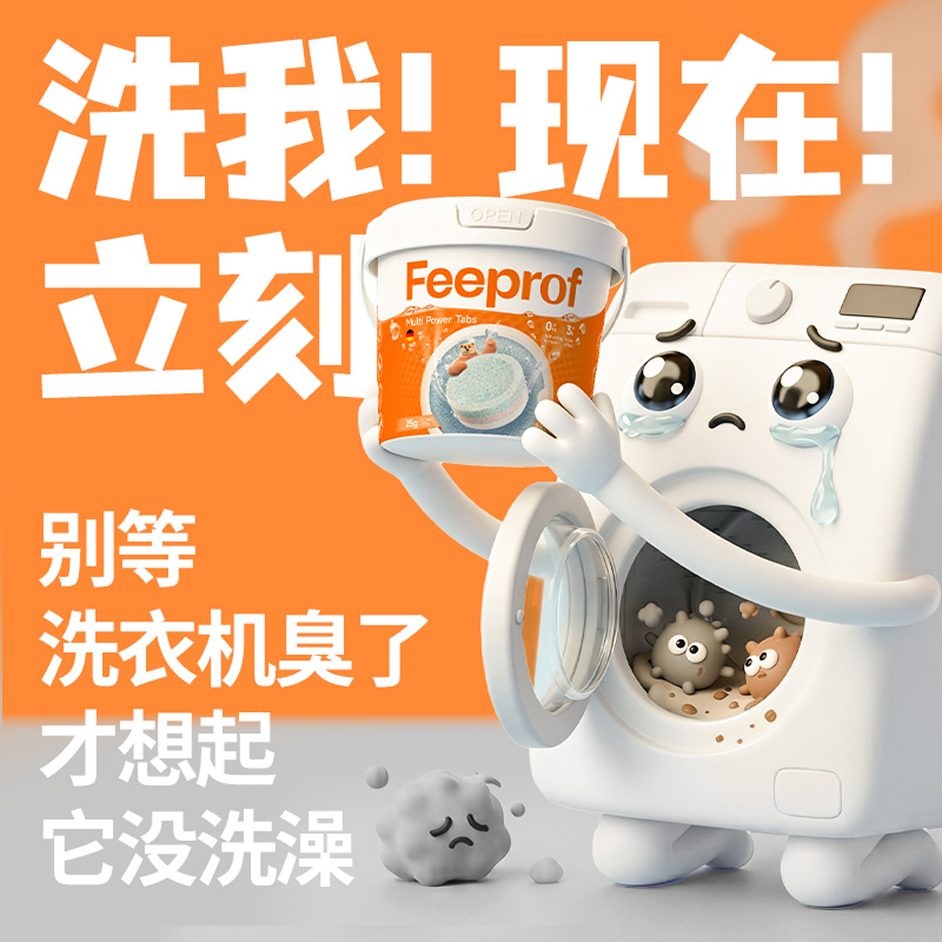 洗我! 现在!
立刻
OPEN
Feeprof
Multi Power Tabs
25g
别等
洗衣机臭了
才想起
它没洗澡